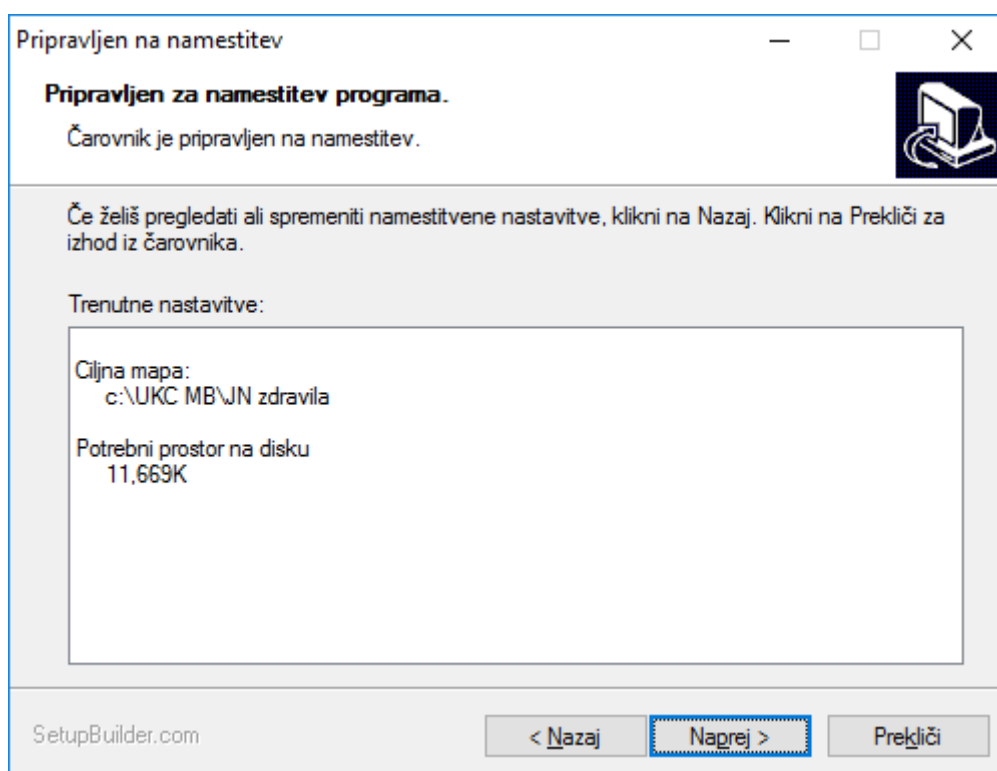 Pripravljen na namestitev
Pripravljen za namestitev programa.
Čarovnik je pripravljen na namestitev.
Če želiš pregledati ali spremeniti namestitvene nastavitve, klikni na Nazaj. Klikni na Prekliči za
izhod iz čarovnika.
Trenutne nastavitve:
Ciljna mapa:
c:\UKC MB\JN zdravila
Potrebni prostor na disku
11,669K
SetupBuilder.com
< Nazaj
Naprej >
Prekliči